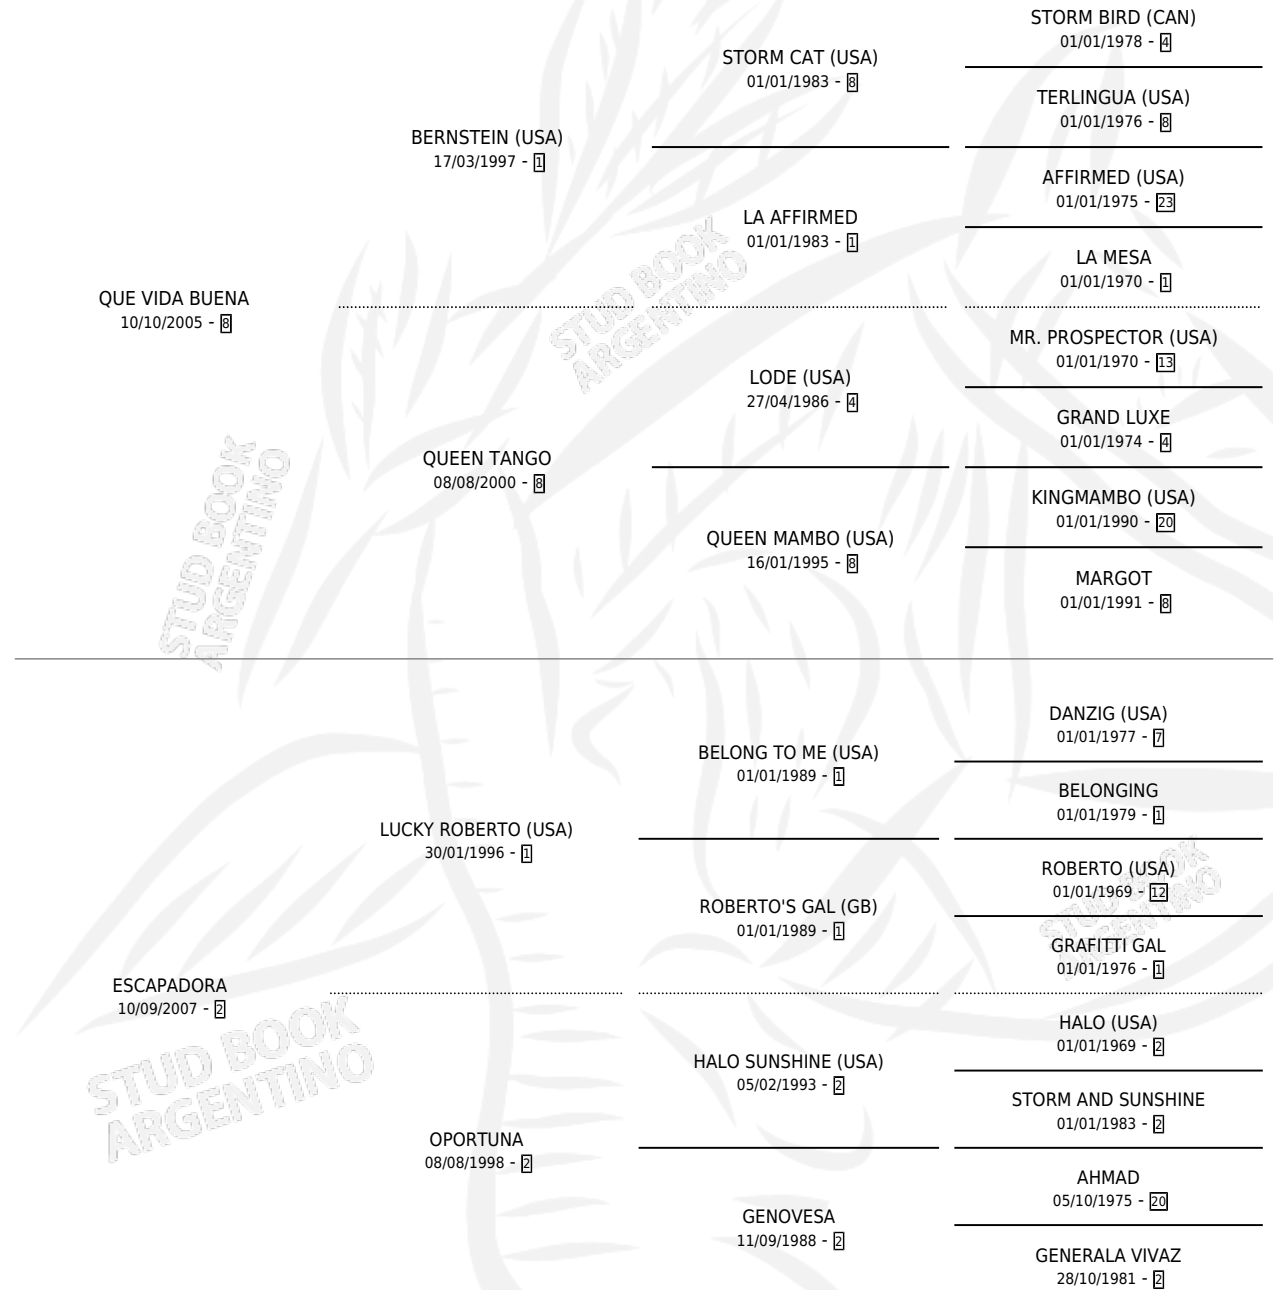 STORM BIRD (CAN)
01/01/1978 - 4
STORM CAT (USA)
01/01/1983 - 8
TERLINGUA (USA)
01/01/1976 - 8
BERNSTEIN (USA)
17/03/1997 - 1
AFFIRMED (USA)
01/01/1975 - 23
LA AFFIRMED
01/01/1983 - 1
LA MESA
01/01/1970 - 1
QUE VIDA BUENA
10/10/2005 - 8
MR. PROSPECTOR (USA)
01/01/1970 - 13
LODE (USA)
27/04/1986 - 4
GRAND LUXE
01/01/1974 - 4
QUEEN TANGO
08/08/2000 - 8
KINGMAMBO (USA)
01/01/1990 - 20
QUEEN MAMBO (USA)
16/01/1995 - 8
MARGOT
01/01/1991 - 8
STUD BOOK
ARGENTINO
STUD BOOK
ARGENTINO
DANZIG (USA)
01/01/1977 - 7
BELONG TO ME (USA)
01/01/1989 - 1
BELONGING
01/01/1979 - 1
LUCKY ROBERTO (USA)
30/01/1996 - 1
ROBERTO (USA)
01/01/1969 - 12
ROBERTO'S GAL (GB)
01/01/1989 - 1
GRAFITTI GAL
01/01/1976 - 1
ESCAPADORA
10/09/2007 - 2
HALO (USA)
01/01/1969 - 2
HALO SUNSHINE (USA)
05/02/1993 - 2
STORM AND SUNSHINE
01/01/1983 - 2
OPORTUNA
08/08/1998 - 2
AHMAD
05/10/1975 - 20
GENOVESA
11/09/1988 - 2
GENERALA VIVAZ
28/10/1981 - 2
STUD BOOK
ARGENTINO
STUD BOOK
ARGENTINO